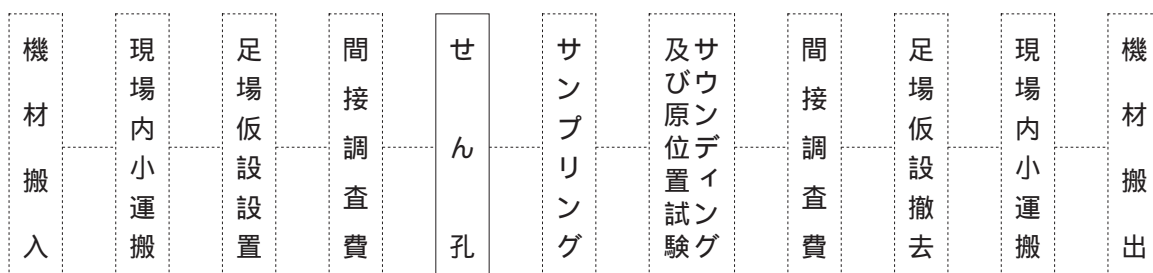 機材搬入
現場内小運搬
足場仮設設置
間接調査費
せん孔
サンプリング
サウンディング
及び原位置試験
間接調査費
足場仮設撤去
現場内小運搬
機材搬出